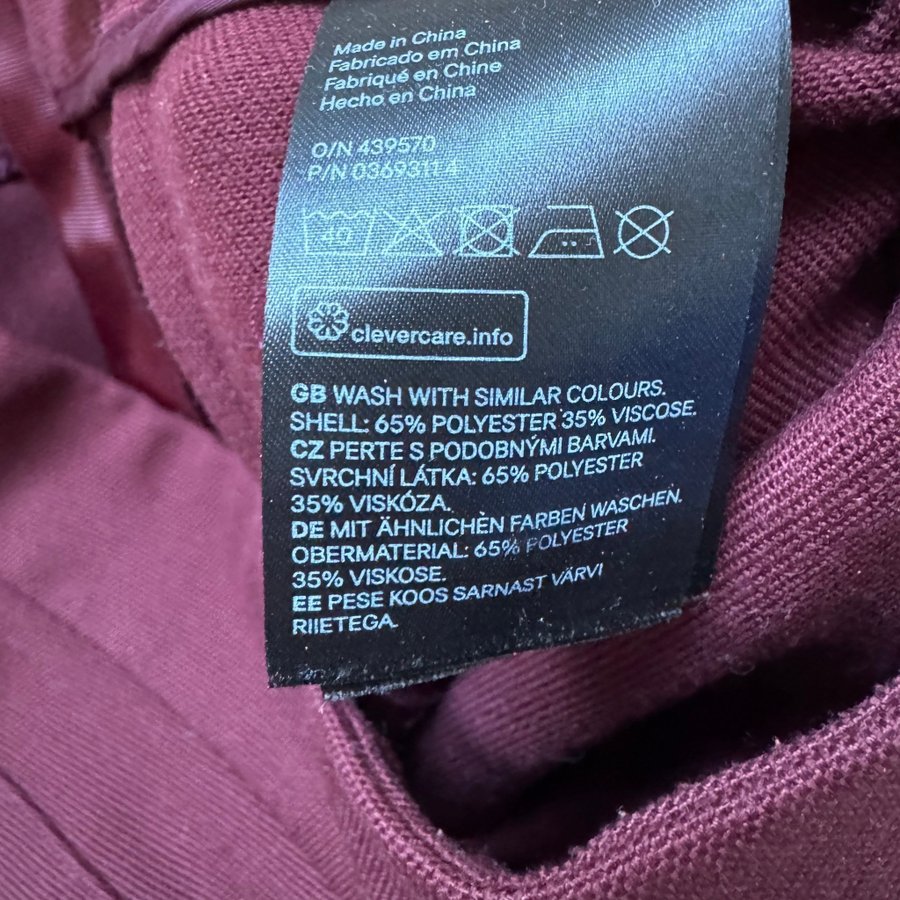 Made in China
Fabricado em China
Fabriqué en Chine
Hecho en China
O/N 439570
P/N 03693114
40
clevercare.info
GB WASH WITH SIMILAR COLOURS.
SHELL: 65% POLYESTER 35% VISCOSE.
CZ PERTE S PODOBNÝMI BARVAMI.
SVRCHNÍ LÁTKA: 65% POLYESTER
35% VISKÓZA.
DE MIT ÄHNLICHEN FARBEN WASCHEN.
OBERMATERIAL: 65% POLYESTER
35% VISKOSE.
EE PESE KOOS SARNAST VÄRVI
RIIETEGA.